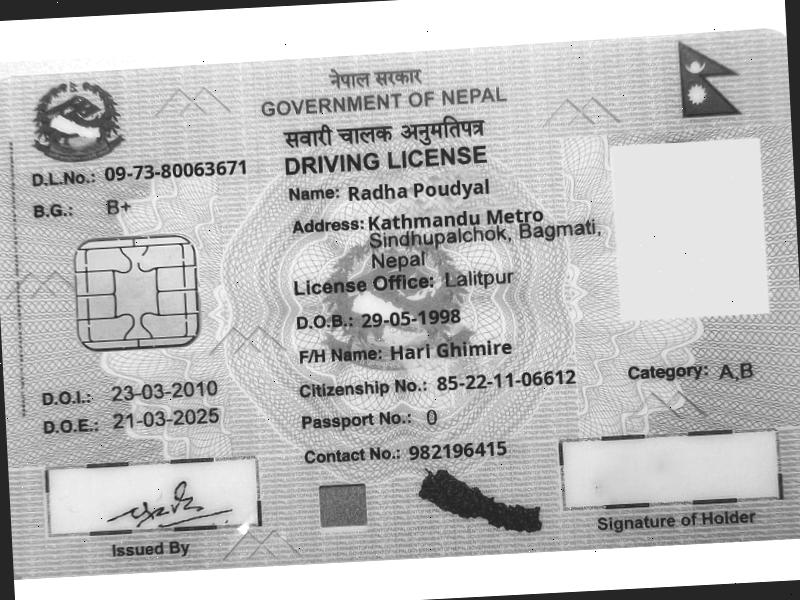 नेपाल सरकार
GOVERNMENT OF NEPAL
सवारी चालक अनुमतिपत्र
DRIVING LICENSE
D.L.No.: 09-73-80063671
B.G.: B+
Name: Radha Poudyal
Address: Kathmandu Metro
Sindhupalchok, Bagmati,
Nepal
License Office: Lalitpur
D.O.B.: 29-05-1998
F/H Name: Hari Ghimire
Citizenship No.: 85-22-11-06612
Category: A,B
D.O.I.: 23-03-2010
Passport No.: 0
D.O.E.: 21-03-2025
Contact No.: 982196415
Issued By
Signature of Holder